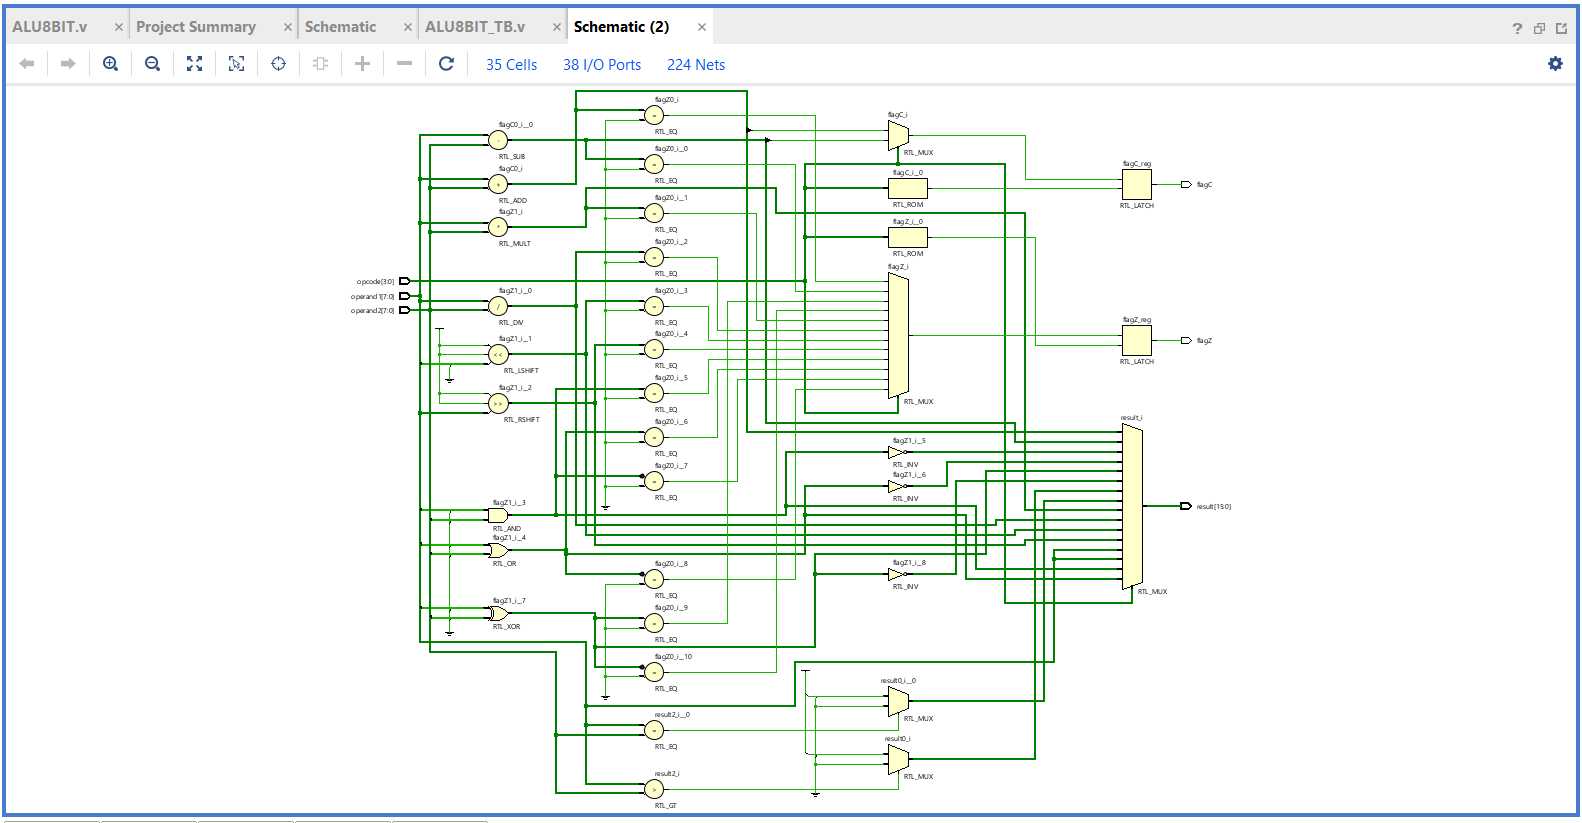 ALU8BIT.v
Project Summary
Schematic
ALU8BIT_TB.v
Schematic (2)
35 Cells
38 I/O Ports
224 Nets
flagC0_i__0
-
RTL_SUB
flagC0_i
+
RTL_ADD
flagZ1_i
*
RTL_MULT
opcode[3:0]
operand1[7:0]
operand2[7:0]
flagZ1_i__0
/
RTL_DIV
flagZ1_i__1
<<
RTL_LSHIFT
flagZ1_i__2
>>
RTL_RSHIFT
flagZ1_i__3
RTL_AND
flagZ1_i__4
RTL_OR
flagZ1_i__7
RTL_XOR
flagZ0_i
=
RTL_EQ
flagZ0_i__0
=
RTL_EQ
flagZ0_i__1
=
RTL_EQ
flagZ0_i__2
=
RTL_EQ
flagZ0_i__3
=
RTL_EQ
flagZ0_i__4
=
RTL_EQ
flagZ0_i__5
=
RTL_EQ
flagZ0_i__6
=
RTL_EQ
flagZ0_i__7
=
RTL_EQ
flagZ0_i__8
=
RTL_EQ
flagZ0_i__9
=
RTL_EQ
flagZ0_i__10
=
RTL_EQ
result2_i__0
=
RTL_EQ
result2_i
>
RTL_GT
flagC_i
RTL_MUX
flagC_i__0
RTL_ROM
flagZ_i__0
RTL_ROM
flagZ_i
RTL_MUX
flagZ1_i__5
RTL_INV
flagZ1_i__6
RTL_INV
flagZ1_i__8
RTL_INV
result0_i__0
RTL_MUX
result0_i
RTL_MUX
flagC_reg
RTL_LATCH
flagC
flagZ_reg
RTL_LATCH
flagZ
result_i
RTL_MUX
result[15:0]